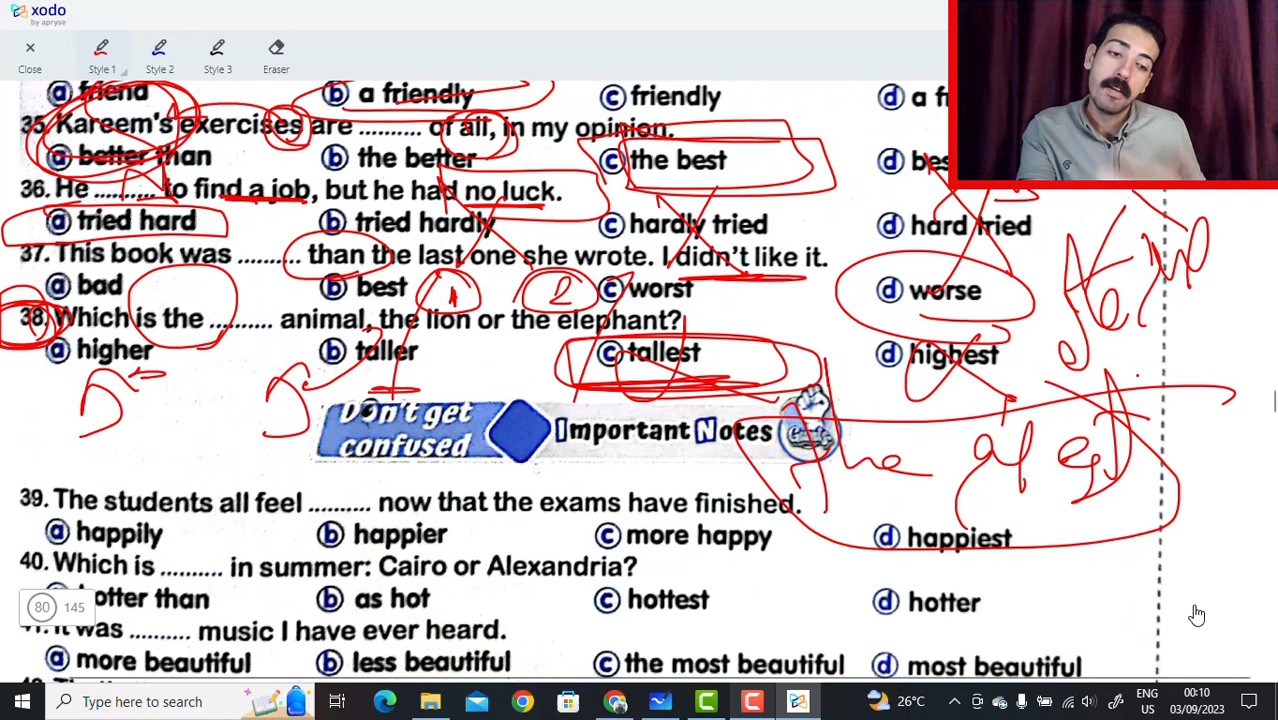 xodo
by apryse
Close
Style 1
Style 2
Style 3
Eraser
a friend b a friendly c friendly d a fr
35. Kareem's exercises are .......... of all, in my opinion.
a better than b the better c the best d bes
36. He .......... to find a job, but he had no luck.
a tried hard b tried hardly c hardly tried d hard tried
37. This book was .......... than the last one she wrote. I didn't like it.
a bad b best c worst d worse
1 2
38. Which is the .......... animal, the lion or the elephant?
a higher b taller c tallest d highest
Don't get
confused
Important Notes
The
est
39. The students all feel .......... now that the exams have finished.
a happily b happier c more happy d happiest
40. Which is .......... in summer: Cairo or Alexandria?
hotter than b as hot c hottest d hotter
80 145
It was .......... music I have ever heard.
a more beautiful b less beautiful c the most beautiful d most beautiful
Type here to search
26°C
ENG
US
00:10
03/09/2023